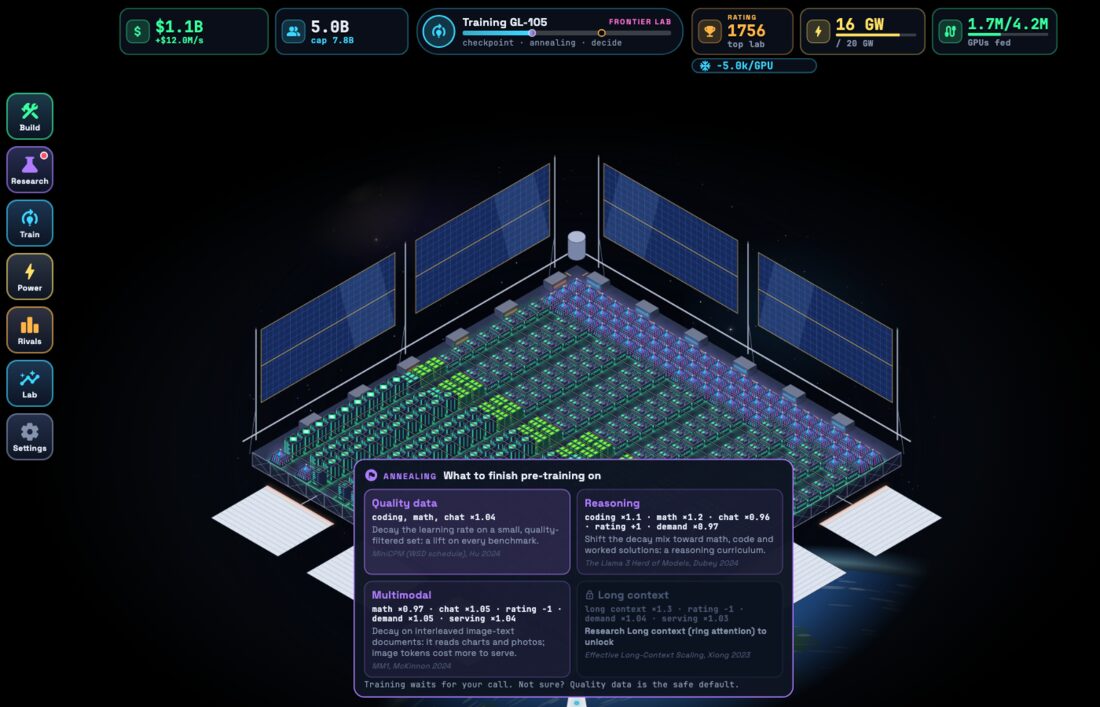 $1.1B
+$12.0M/s
5.0B
cap 7.8B
Training GL-105
FRONTIER LAB
checkpoint · annealing · decide
RATING
1756
top lab
16 GW
/ 20 GW
1.7M/4.2M
GPUs fed
-5.0k/GPU
Build
Research
Train
Power
Rivals
Lab
Settings
ANNEALING What to finish pre-training on
Quality data
coding, math, chat ×1.04
Decay the learning rate on a small, quality-
filtered set: a lift on every benchmark.
MiniCPM (WSD schedule), Hu 2024
Reasoning
coding ×1.1 · math ×1.2 · chat ×0.96
· rating +1 · demand ×0.97
Shift the decay mix toward math, code and
worked solutions: a reasoning curriculum.
The Llama 3 Herd of Models, Dubey 2024
Multimodal
math ×0.97 · chat ×1.05 · rating -1 ·
demand ×1.05 · serving ×1.04
Decay on interleaved image-text
documents: it reads charts and photos;
image tokens cost more to serve.
MM1, McKinnon 2024
Long context
long context ×1.3 · rating -1 ·
demand ×1.04 · serving ×1.03
Research Long context (ring attention) to
unlock
Effective Long-Context Scaling, Xiong 2023
Training waits for your call. Not sure? Quality data is the safe default.